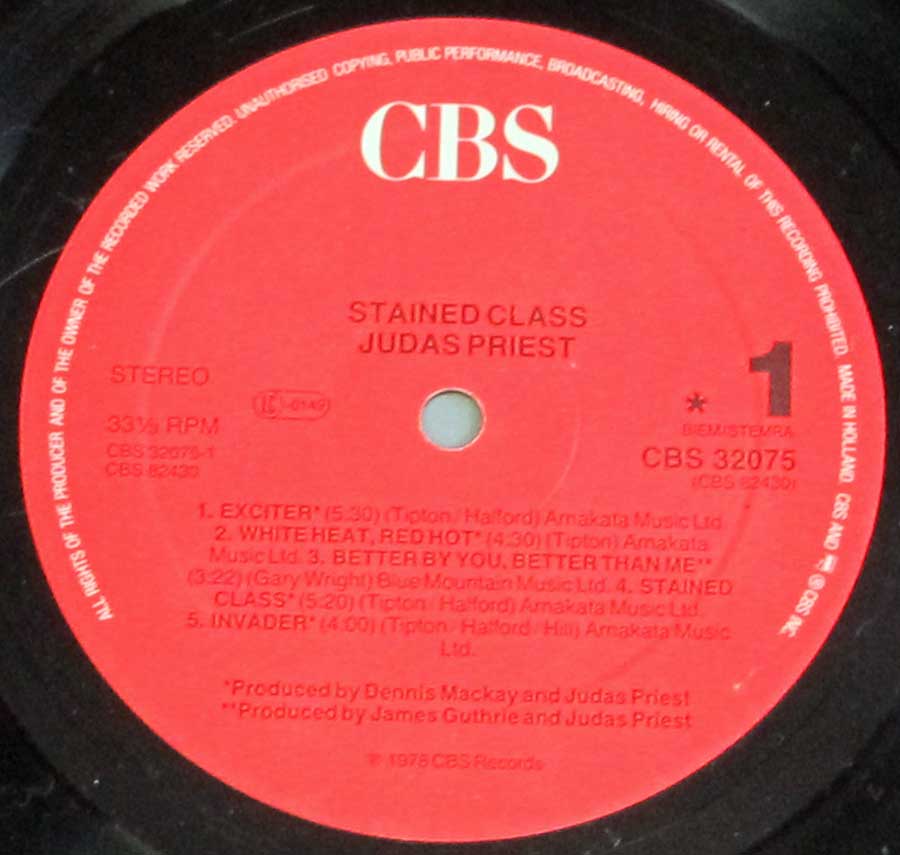 ALL RIGHTS OF THE PRODUCER AND OF THE OWNER OF THE RECORDED WORK RESERVED. UNAUTHORISED COPYING, PUBLIC PERFORMANCE, BROADCASTING, HIRING OR RENTAL OF THIS RECORDING PROHIBITED. MADE IN HOLLAND. CBS AND ℗ © CBS INC.
CBS
STAINED CLASS
JUDAS PRIEST
STEREO
33⅓ RPM
CBS 32075-1
CBS 82430
-0149
* 1
BIEM/STEMRA
CBS 32075
(CBS 82430)
1. EXCITER* (5.30) (Tipton / Halford) Arnakata Music Ltd.
2. WHITE HEAT, RED HOT* (4:30) (Tipton) Arnakata
Music Ltd. 3. BETTER BY YOU, BETTER THAN ME**
(3:22) (Gary Wright) Blue Mountain Music Ltd. 4. STAINED
CLASS* (5:20) (Tipton / Halford) Arnakata Music Ltd.
5. INVADER* (4:00) (Tipton / Halford / Hill) Arnakata Music
Ltd.
*Produced by Dennis Mackay and Judas Priest
**Produced by James Guthrie and Judas Priest
℗ 1978 CBS Records